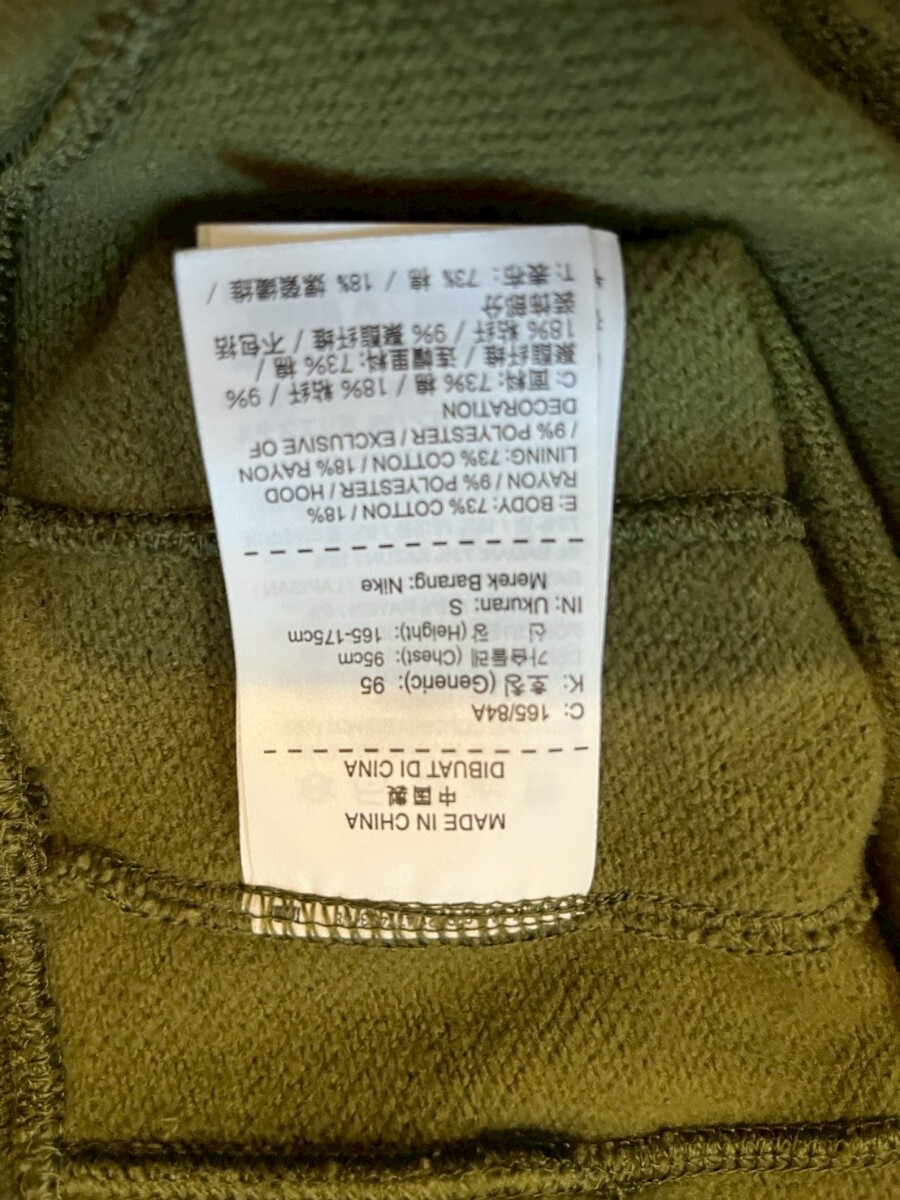 MADE IN CHINA
中國製
DIBUAT DI CINA
C: 165/84A
K: 호칭 (Generic): 95
가슴둘레 (Chest): 95cm
신 장 (Height): 165-175cm
IN: Ukuran: S
Merek Barang: Nike
E: BODY: 73% COTTON / 18%
RAYON / 9% POLYESTER / HOOD
LINING: 73% COTTON / 18% RAYON
/ 9% POLYESTER / EXCLUSIVE OF
DECORATION
C: 面料: 73% 棉 / 18% 粘纤 / 9%
聚酯纤维 / 连帽里料: 73% 棉 /
18% 粘纤 / 9% 聚酯纤维 / 不包括
装饰部分
T: 表布: 73% 棉 / 18% 嫘縈纖維 /